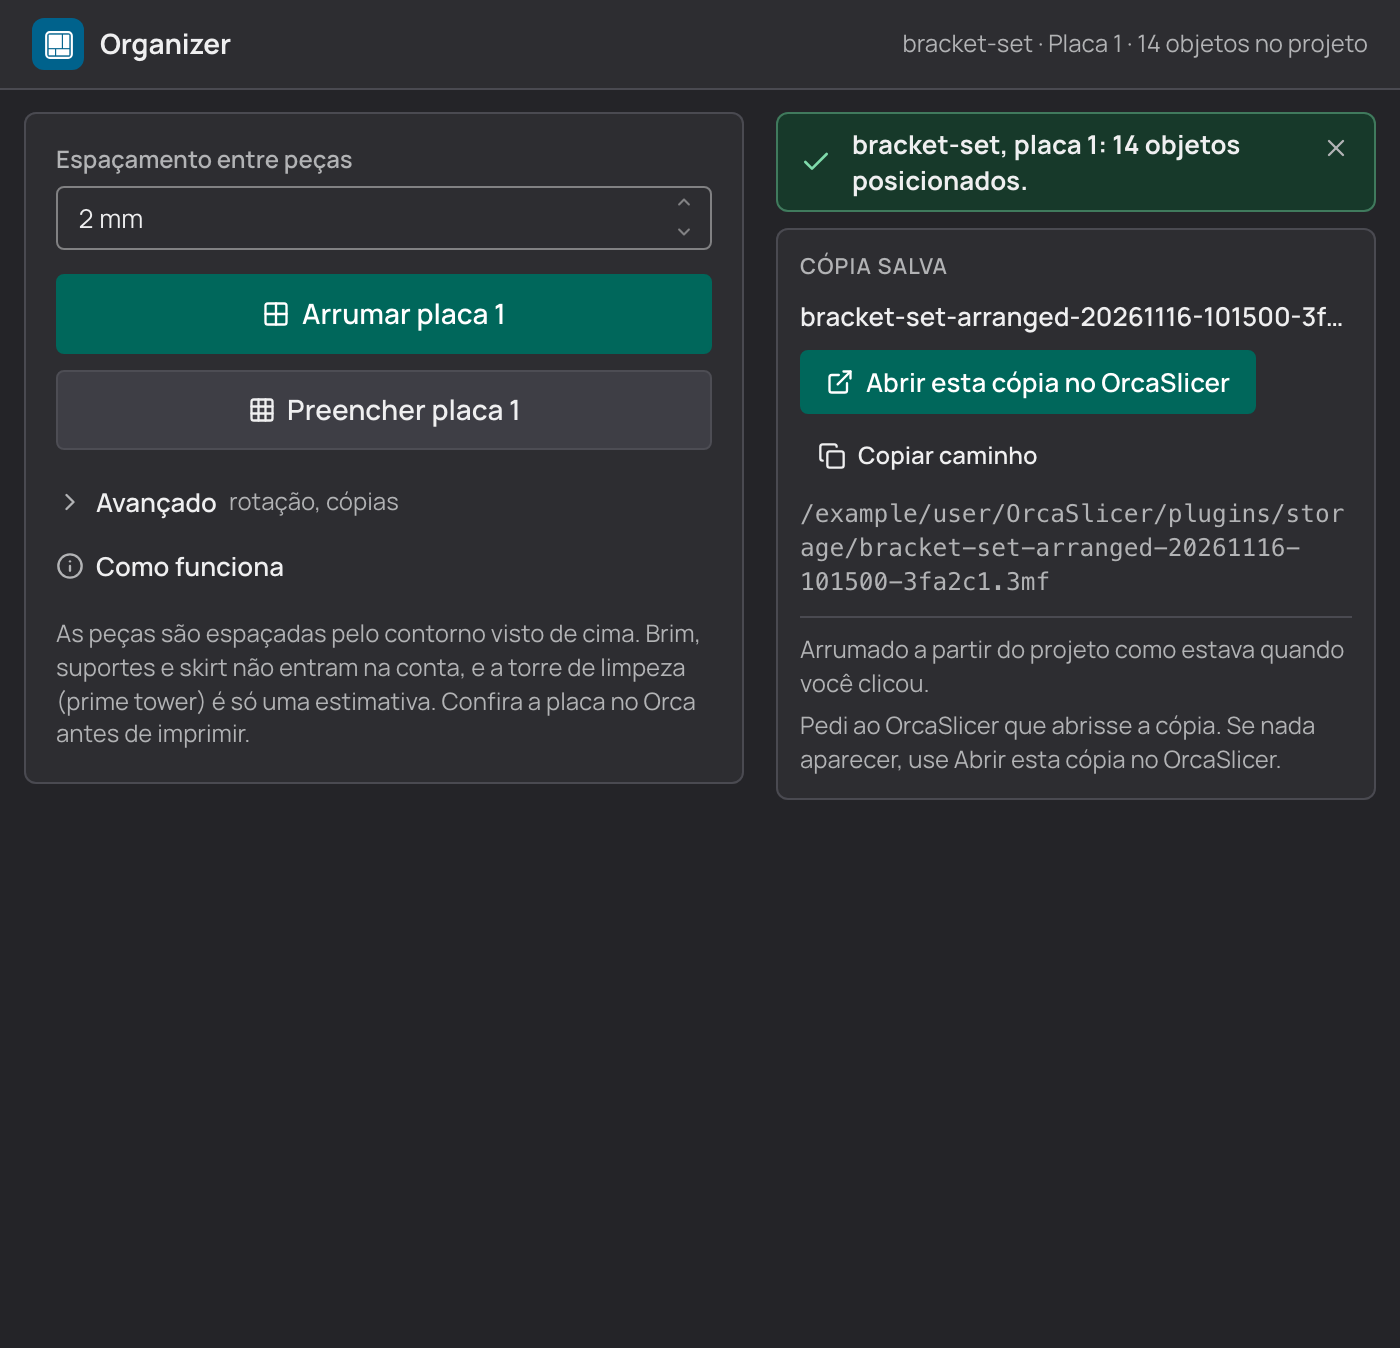 Organizer
bracket-set · Placa 1 · 14 objetos no projeto
Espaçamento entre peças
2 mm
Arrumar placa 1
Preencher placa 1
Avançado rotação, cópias
Como funciona
As peças são espaçadas pelo contorno visto de cima. Brim,
suportes e skirt não entram na conta, e a torre de limpeza
(prime tower) é só uma estimativa. Confira a placa no Orca
antes de imprimir.
bracket-set, placa 1: 14 objetos
posicionados.
CÓPIA SALVA
bracket-set-arranged-20261116-101500-3f…
Abrir esta cópia no OrcaSlicer
Copiar caminho
/example/user/OrcaSlicer/plugins/stor
age/bracket-set-arranged-20261116-
101500-3fa2c1.3mf
Arrumado a partir do projeto como estava quando
você clicou.
Pedi ao OrcaSlicer que abrisse a cópia. Se nada
aparecer, use Abrir esta cópia no OrcaSlicer.